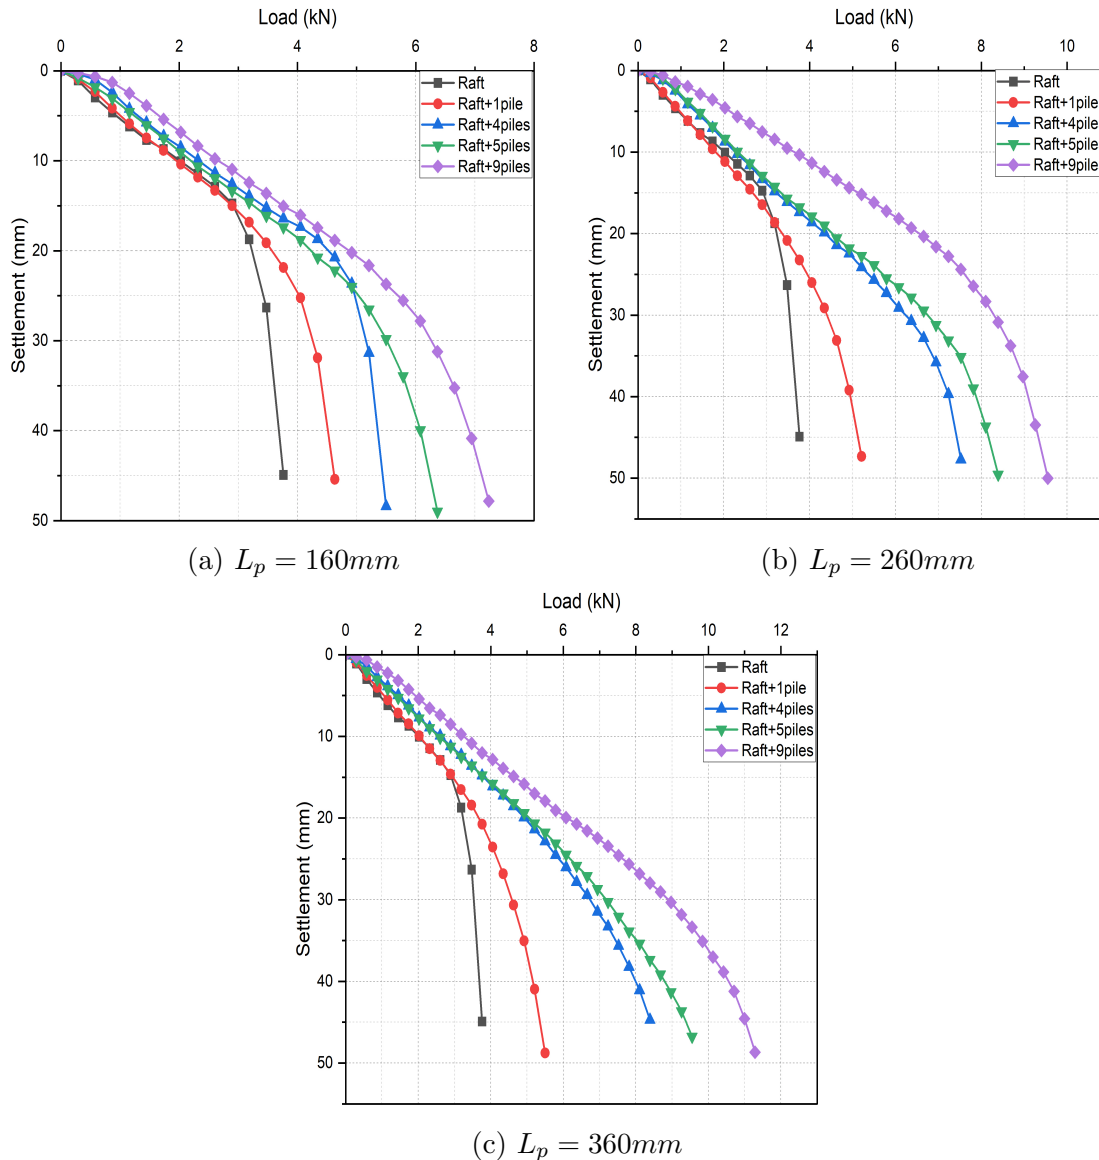 Load (kN)
0 2 4 6 8
0
10
20
30
40
50
Settlement (mm)
Raft
Raft+1pile
Raft+4piles
Raft+5piles
Raft+9piles
(a) L_p = 160mm
Load (kN)
0 2 4 6 8 10
0
10
20
30
40
50
Settlement (mm)
Raft
Raft+1pile
Raft+4pile
Raft+5pile
Raft+9pile
(b) L_p = 260mm
Load (kN)
0 2 4 6 8 10 12
0
10
20
30
40
50
Settlement (mm)
Raft
Raft+1pile
Raft+4piles
Raft+5piles
Raft+9piles
(c) L_p = 360mm